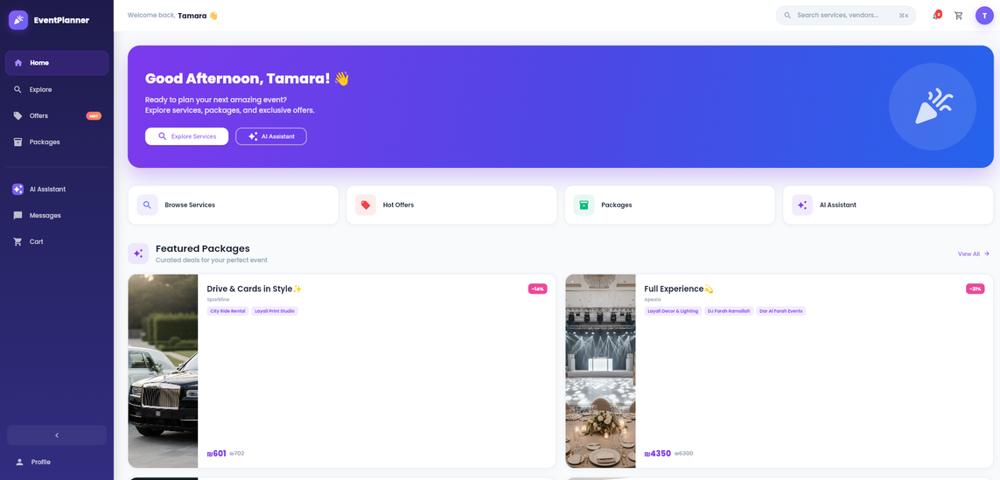 EventPlanner
Home
Explore
Offers
HOT
Packages
AI Assistant
Messages
Cart
Profile
Welcome back, Tamara 👋
Search services, vendors...
⌘K
2
T
Good Afternoon, Tamara! 👋
Ready to plan your next amazing event?
Explore services, packages, and exclusive offers.
Explore Services
AI Assistant
Browse Services
Hot Offers
Packages
AI Assistant
Featured Packages
Curated deals for your perfect event
View All
Drive & Cards in Style✨
-14%
Sparkline
City Ride Rental
Layali Print Studio
₪601 ₪702
Full Experience💫
-31%
Apexia
Layali Decor & Lighting
DJ Farah Ramallah
Dar Al Farah Events
₪4350 ₪6300